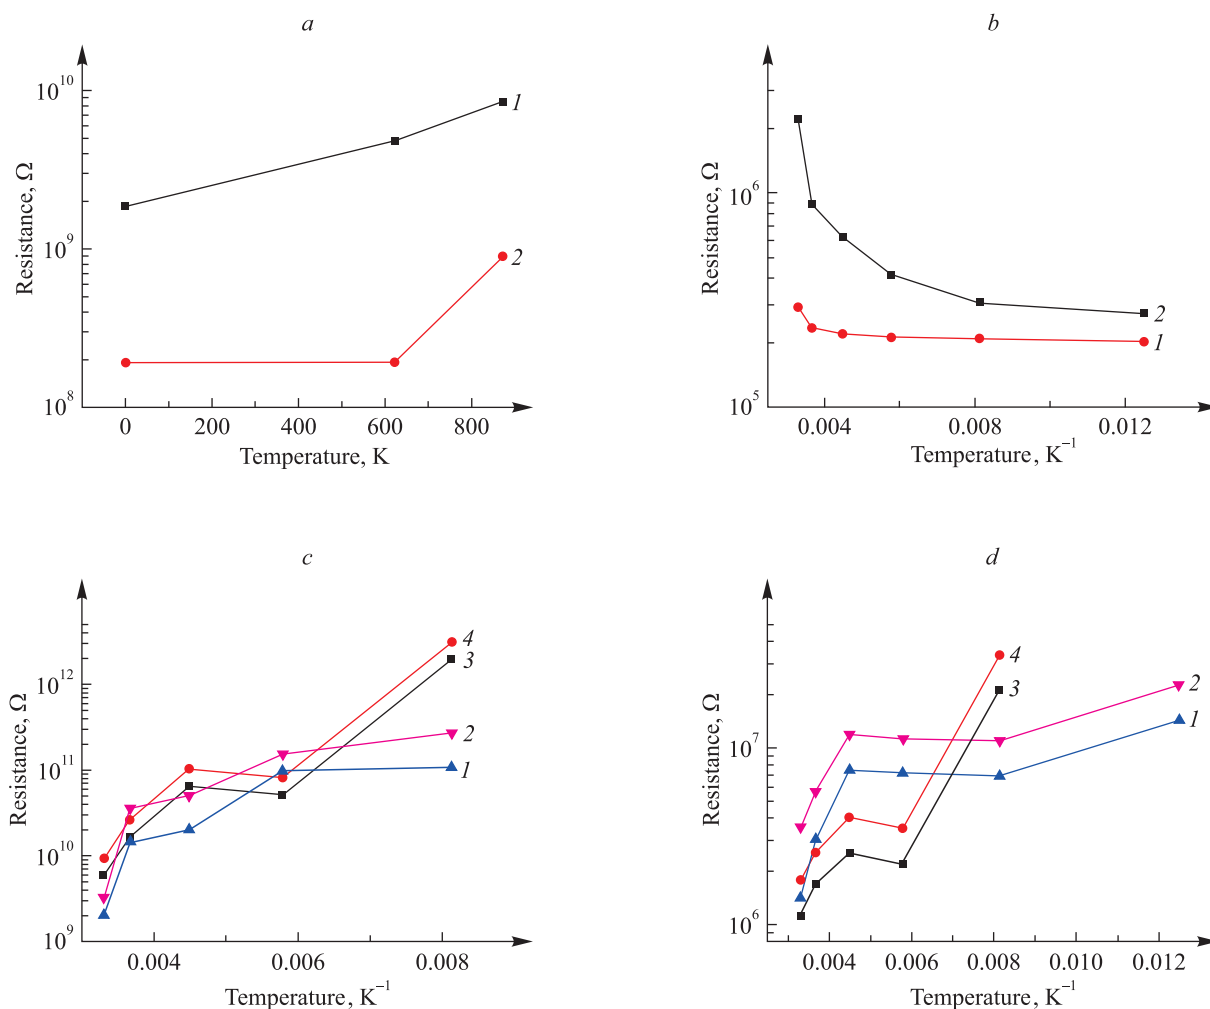 a
10^10
10^9
10^8
Resistance, Ω
1
2
0 200 400 600 800
Temperature, K
b
10^6
10^5
Resistance, Ω
2
1
0.004 0.008 0.012
Temperature, K^−1
c
10^12
10^11
10^10
10^9
Resistance, Ω
4
3
2
1
0.004 0.006 0.008
Temperature, K^−1
d
10^7
10^6
Resistance, Ω
4
3
2
1
0.004 0.006 0.008 0.010 0.012
Temperature, K^−1